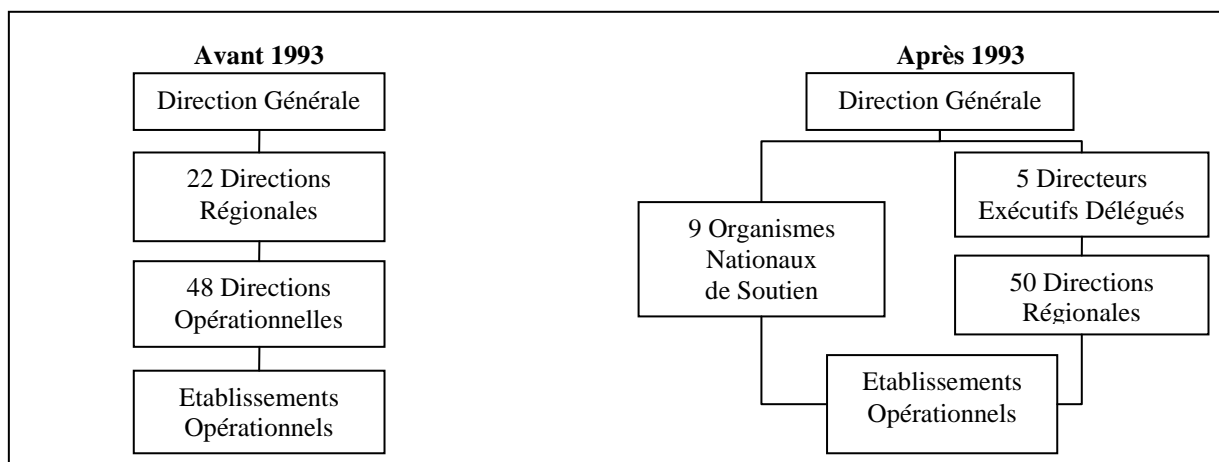 Avant 1993
Direction Générale
22 Directions
Régionales
48 Directions
Opérationnelles
Etablissements
Opérationnels
Après 1993
Direction Générale
9 Organismes
Nationaux
de Soutien
5 Directeurs
Exécutifs Délégués
50 Directions
Régionales
Etablissements
Opérationnels